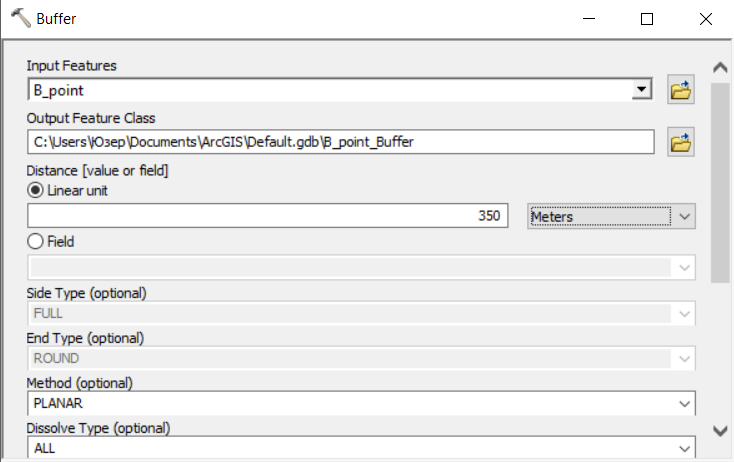 Buffer
Input Features
B_point
Output Feature Class
C:\Users\Юзер\Documents\ArcGIS\Default.gdb\B_point_Buffer
Distance [value or field]
Linear unit
350 Meters
Field
Side Type (optional)
FULL
End Type (optional)
ROUND
Method (optional)
PLANAR
Dissolve Type (optional)
ALL